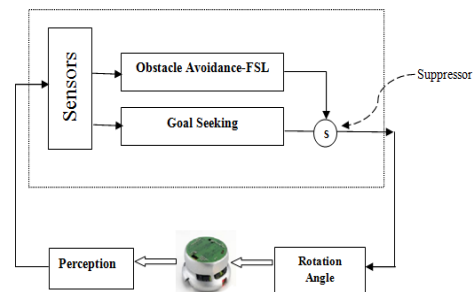 Sensors
Obstacle Avoidance-FSL
Goal Seeking
Suppressor
s
Perception
Rotation
Angle